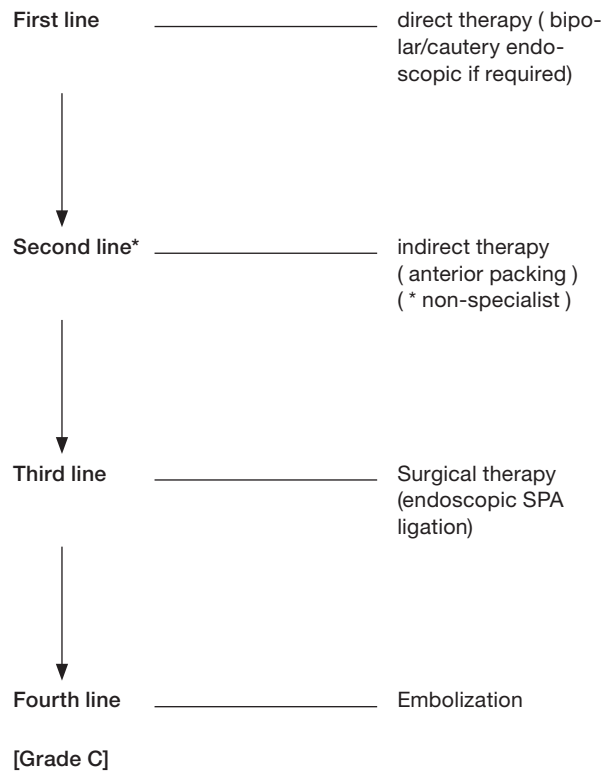 First line
direct therapy ( bipo-
lar/cautery endo-
scopic if required)
Second line*
indirect therapy
( anterior packing )
( * non-specialist )
Third line
Surgical therapy
(endoscopic SPA
ligation)
Fourth line
Embolization
[Grade C]